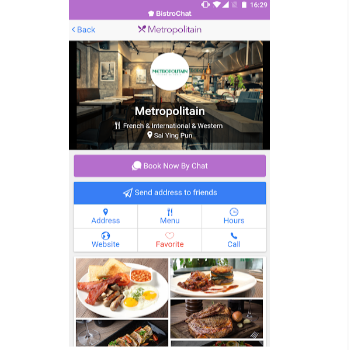 16:29
BistroChat
Back
Metropolitain
METROPOLITAIN
Metropolitain
French & International & Western
Sai Ying Pun
Book Now By Chat
Send address to friends
Address Menu Hours
Website Favorite Call